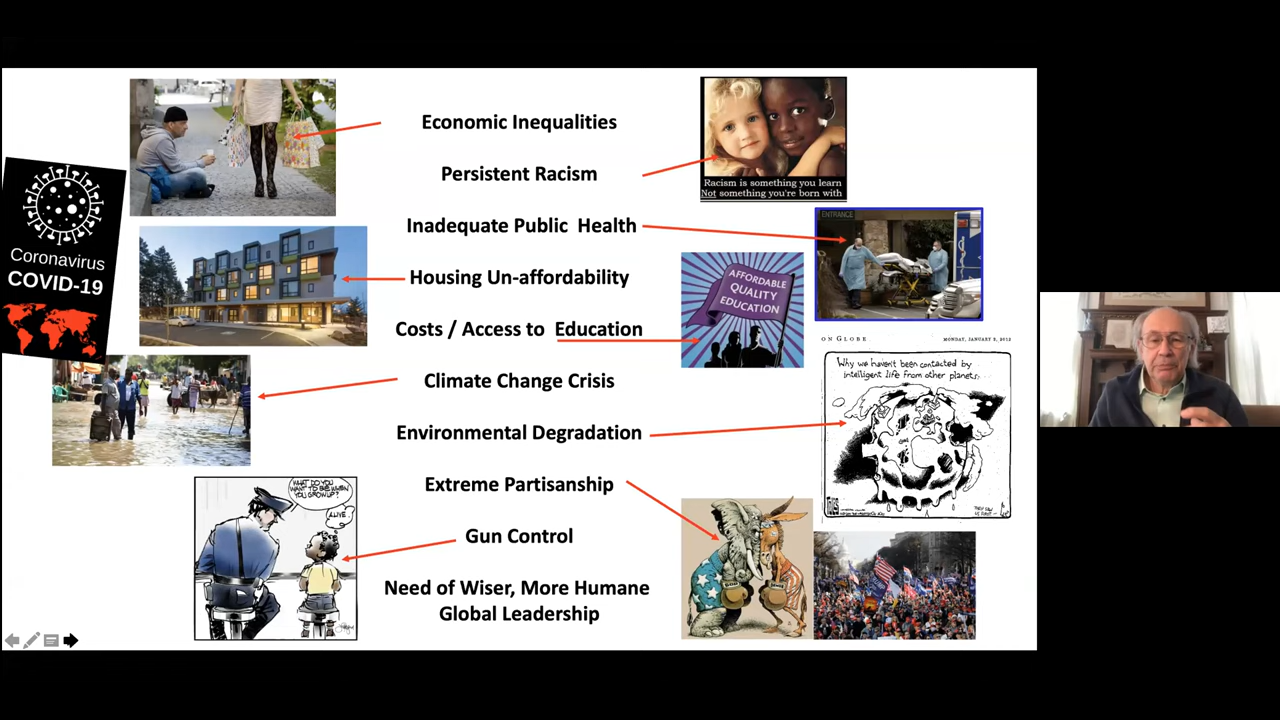 Economic Inequalities
Persistent Racism
Inadequate Public Health
Housing Un-affordability
Costs / Access to Education
Climate Change Crisis
Environmental Degradation
Extreme Partisanship
Gun Control
Need of Wiser, More Humane
Global Leadership
Coronavirus
COVID-19
WHAT DO YOU
WANT TO BE WHEN
YOU GROW UP?
ALIVE.
Racism is something you learn
Not something you're born with
ENTRANCE
AFFORDABLE
QUALITY
EDUCATION
ON GLOBE
MONDAY, JANUARY 2, 2012
Why we haven't been contacted by
intelligent life from other planets: